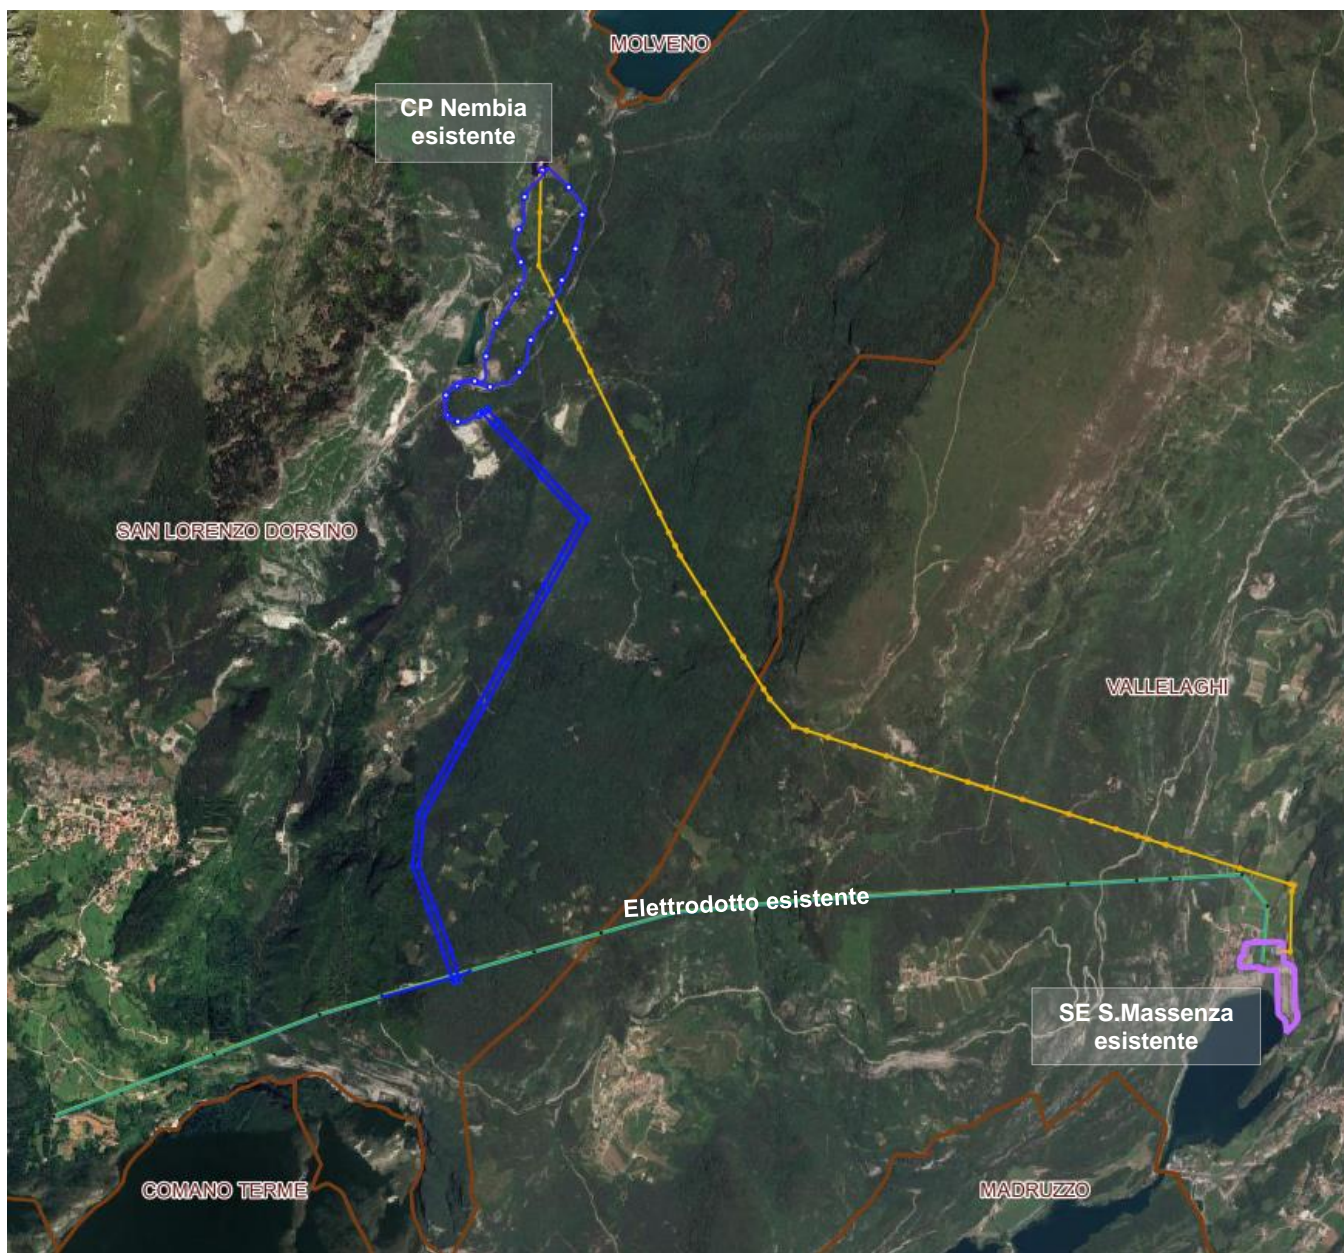 MOLVENO
CP Nembia
esistente
SAN LORENZO DORSINO
VALLELAGHI
Elettrodotto esistente
SE S.Massenza
esistente
COMANO TERME
MADRUZZO